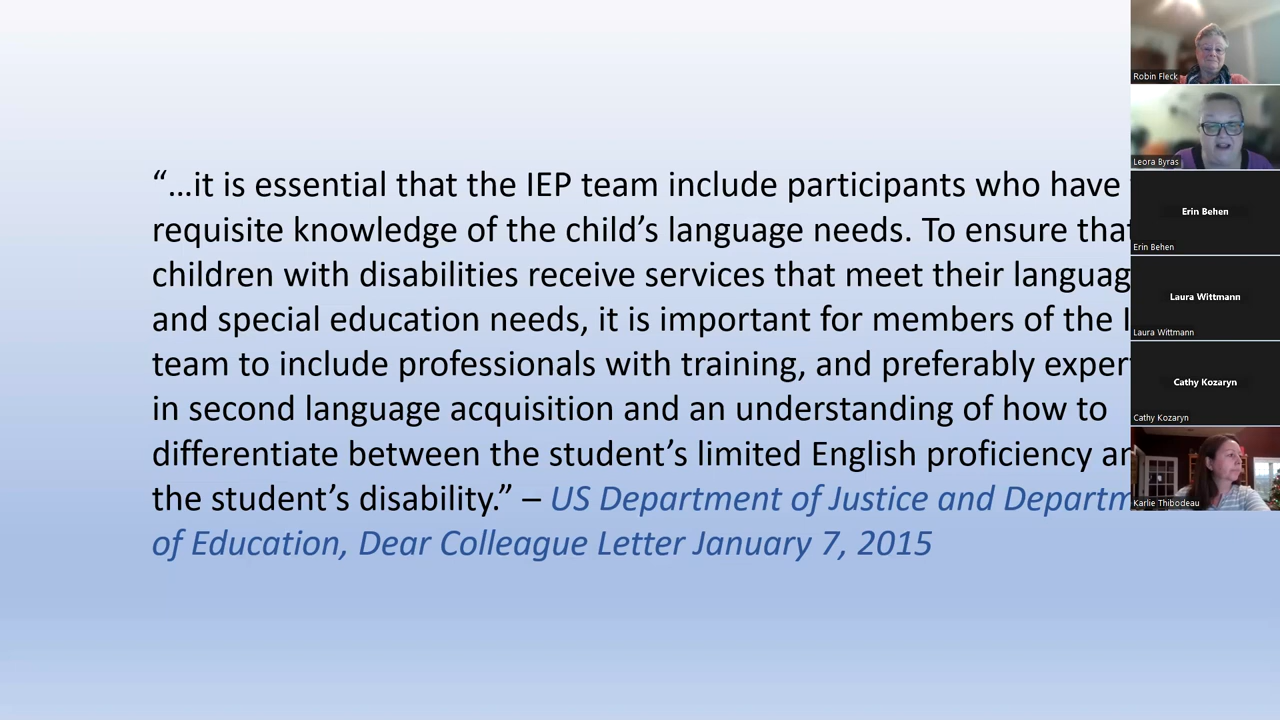 “…it is essential that the IEP team include participants who have
requisite knowledge of the child’s language needs. To ensure that
children with disabilities receive services that meet their languag
and special education needs, it is important for members of the I
team to include professionals with training, and preferably exper
in second language acquisition and an understanding of how to
differentiate between the student’s limited English proficiency an
the student’s disability.” – US Department of Justice and Departm
of Education, Dear Colleague Letter January 7, 2015
Robin Fleck
Leora Byras
Erin Behen
Erin Behen
Laura Wittmann
Laura Wittmann
Cathy Kozaryn
Cathy Kozaryn
Karlie Thibodeau